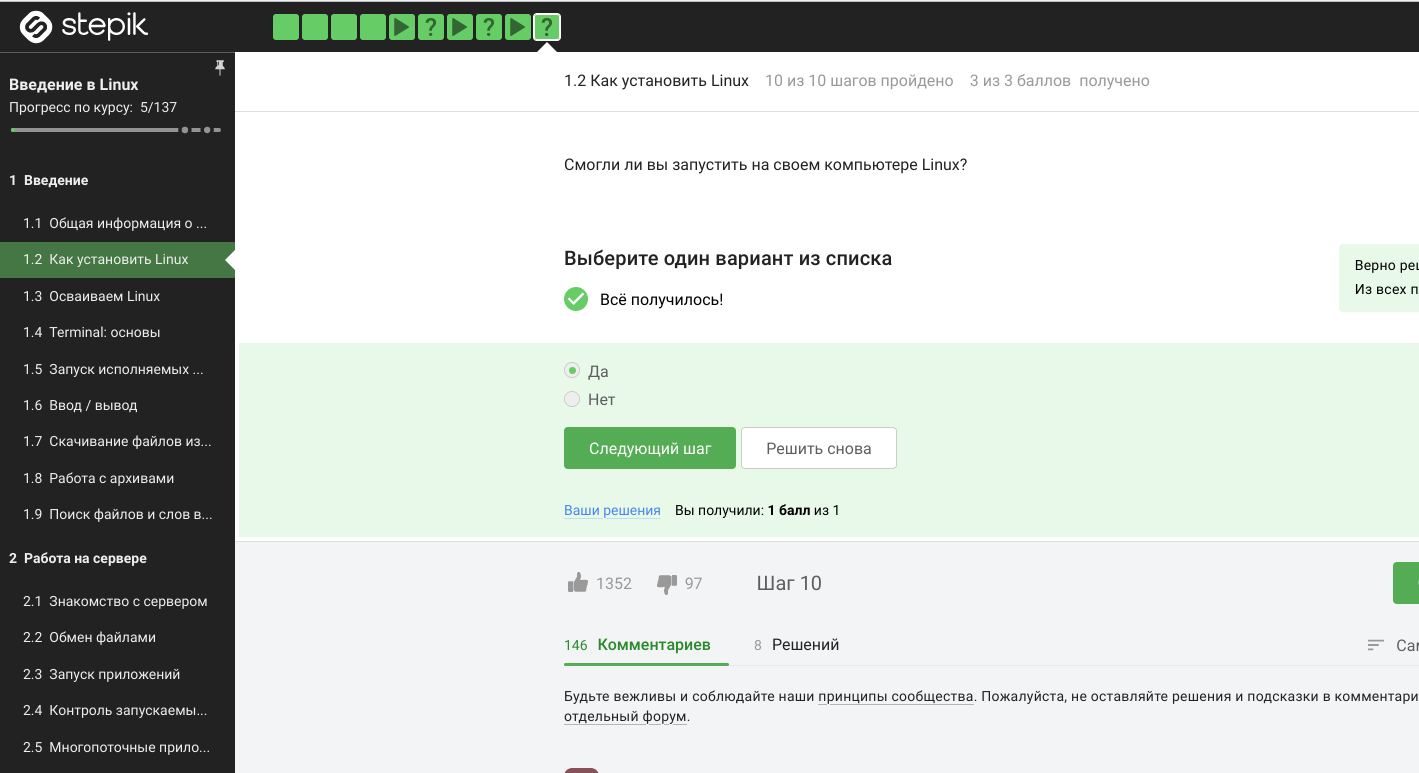 stepik
? ? ?
Введение в Linux
Прогресс по курсу: 5/137
1 Введение
1.1 Общая информация о ...
1.2 Как установить Linux
1.3 Осваиваем Linux
1.4 Terminal: основы
1.5 Запуск исполняемых ...
1.6 Ввод / вывод
1.7 Скачивание файлов из...
1.8 Работа с архивами
1.9 Поиск файлов и слов в...
2 Работа на сервере
2.1 Знакомство с сервером
2.2 Обмен файлами
2.3 Запуск приложений
2.4 Контроль запускаемы...
2.5 Многопоточные прило...
1.2 Как установить Linux 10 из 10 шагов пройдено 3 из 3 баллов получено
Смогли ли вы запустить на своем компьютере Linux?
Выберите один вариант из списка
Всё получилось!
Верно
Из всех
Да
Нет
Следующий шаг Решить снова
Ваши решения Вы получили: 1 балл из 1
1352 97 Шаг 10
146 Комментариев 8 Решений
Будьте вежливы и соблюдайте наши принципы сообщества. Пожалуйста, не оставляйте решения и подсказки в
отдельный форум.